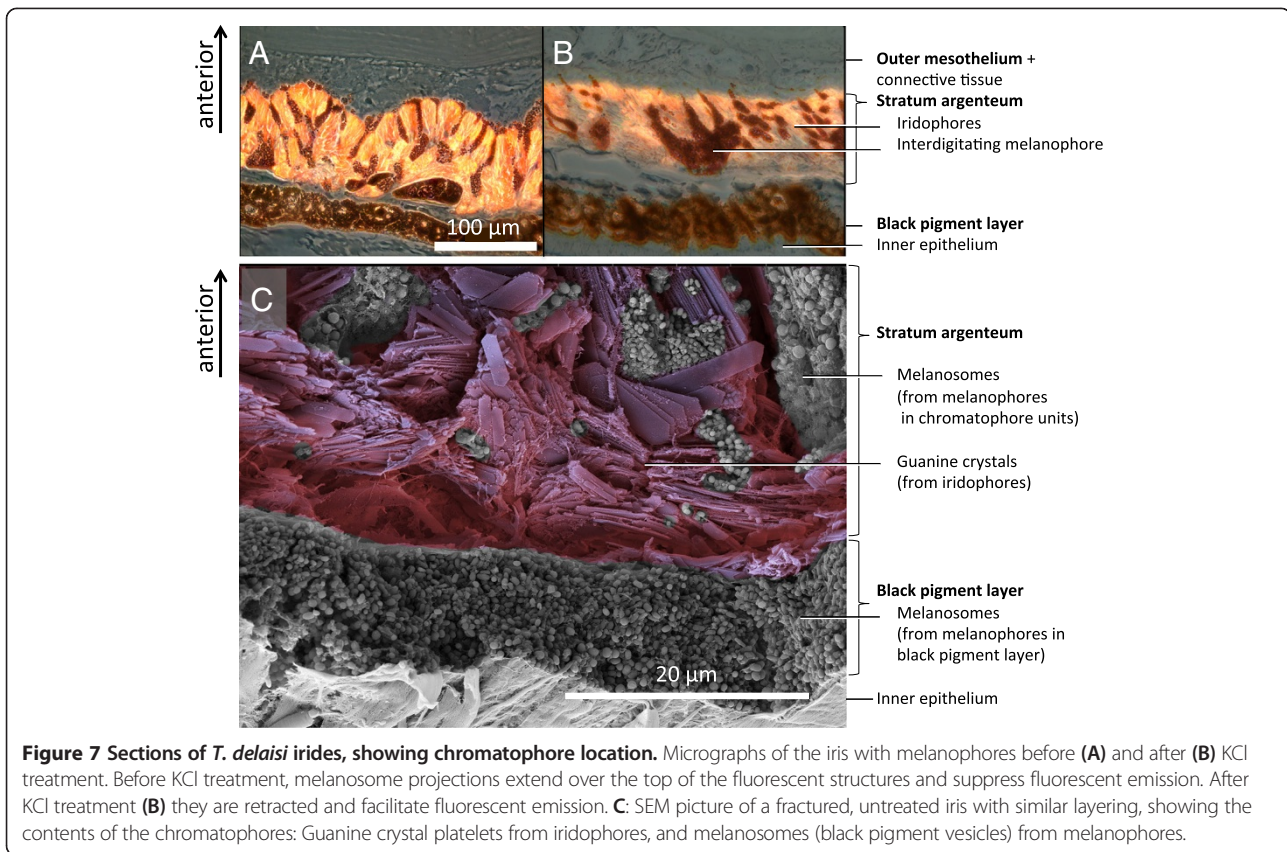 anterior
A
B
100 µm
Outer mesothelium +
connective tissue
Stratum argenteum
Iridophores
Interdigitating melanophore
Black pigment layer
Inner epithelium
anterior
C
20 µm
Stratum argenteum
Melanosomes
(from melanophores
in chromatophore units)
Guanine crystals
(from iridophores)
Black pigment layer
Melanosomes
(from melanophores in
black pigment layer)
Inner epithelium
Figure 7 Sections of T. delaisi irides, showing chromatophore location. Micrographs of the iris with melanophores before (A) and after (B) KCl
treatment. Before KCl treatment, melanosome projections extend over the top of the fluorescent structures and suppress fluorescent emission. After
KCl treatment (B) they are retracted and facilitate fluorescent emission. C: SEM picture of a fractured, untreated iris with similar layering, showing the
contents of the chromatophores: Guanine crystal platelets from iridophores, and melanosomes (black pigment vesicles) from melanophores.